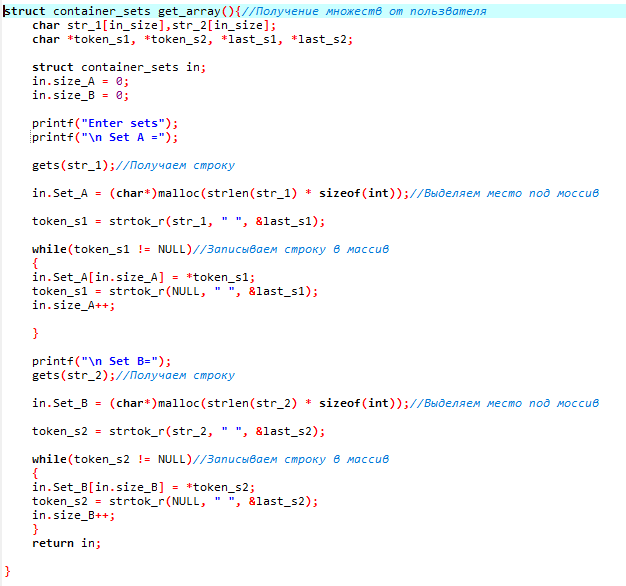 struct container_sets get_array(){//Получение множеств от пользвателя
char str_1[in_size],str_2[in_size];
char *token_s1, *token_s2, *last_s1, *last_s2;
struct container_sets in;
in.size_A = 0;
in.size_B = 0;
printf("Enter sets");
printf("\n Set A =");
gets(str_1);//Получаем строку
in.Set_A = (char*)malloc(strlen(str_1) * sizeof(int));//Выделяем место под моссив
token_s1 = strtok_r(str_1, " ", &last_s1);
while(token_s1 != NULL)//Записываем строку в массив
{
in.Set_A[in.size_A] = *token_s1;
token_s1 = strtok_r(NULL, " ", &last_s1);
in.size_A++;
}
printf("\n Set B=");
gets(str_2);//Получаем строку
in.Set_B = (char*)malloc(strlen(str_2) * sizeof(int));//Выделяем место под моссив
token_s2 = strtok_r(str_2, " ", &last_s2);
while(token_s2 != NULL)//Записываем строку в массив
{
in.Set_B[in.size_B] = *token_s2;
token_s2 = strtok_r(NULL, " ", &last_s2);
in.size_B++;
}
return in;
}